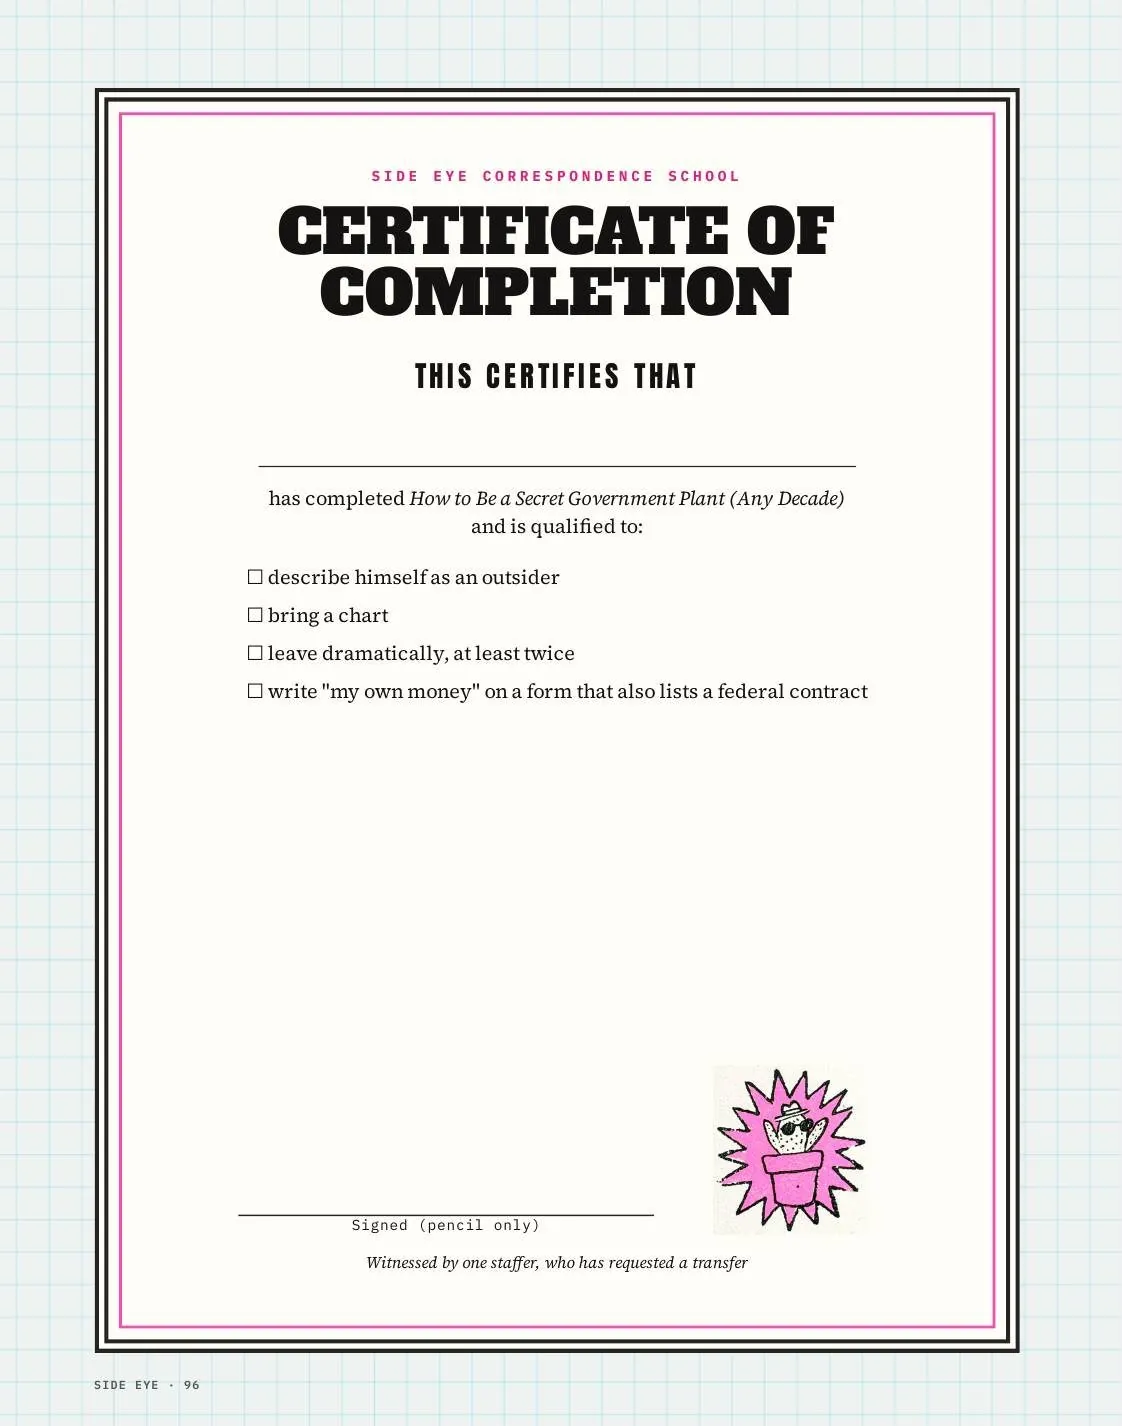 SIDE EYE CORRESPONDENCE SCHOOL
CERTIFICATE OF
COMPLETION
THIS CERTIFIES THAT
has completed How to Be a Secret Government Plant (Any Decade)
and is qualified to:
☐ describe himself as an outsider
☐ bring a chart
☐ leave dramatically, at least twice
☐ write "my own money" on a form that also lists a federal contract
Signed (pencil only)
Witnessed by one staffer, who has requested a transfer
SIDE EYE · 96